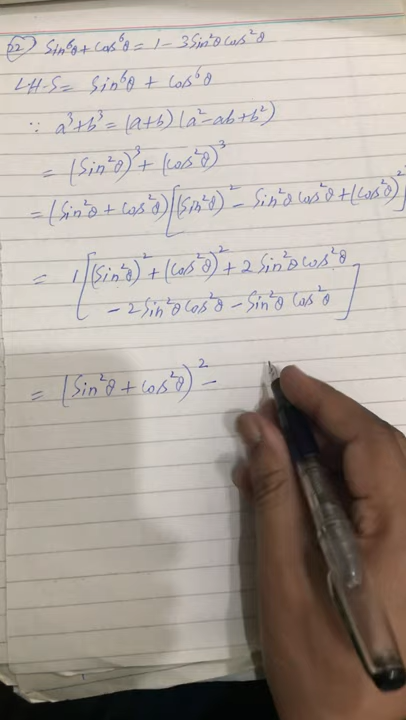 22) Sin⁶θ + Cos⁶θ = 1 - 3Sin²θ Cos²θ
LH·S = Sin⁶θ + Cos⁶θ
∵ a³+b³ = (a+b) (a²-ab+b²)
= (Sin²θ)³ + (Cos²θ)³
= (Sin²θ + Cos²θ) [(Sin²θ)² - Sin²θ Cos²θ + (Cos²θ)²]
= 1 [(Sin²θ)² + (Cos²θ)² + 2 Sin²θ Cos²θ
- 2 Sin²θ Cos²θ - Sin²θ Cos²θ]
= (Sin²θ + Cos²θ)² -